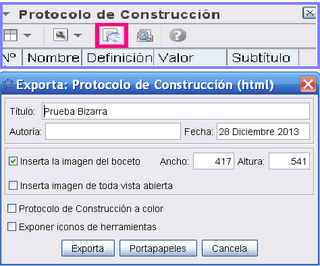 Protocolo de Construcción
Nº Nombre Definición Valor Subtítulo
Exporta: Protocolo de Construcción (html)
Título: Prueba Bizarra
Autoría: Fecha: 28 Diciembre 2013
Inserta la imagen del boceto Ancho: 417 Altura: 541
Inserta imagen de toda vista abierta
Protocolo de Construcción a color
Exponer iconos de herramientas
Exporta Portapapeles Cancela